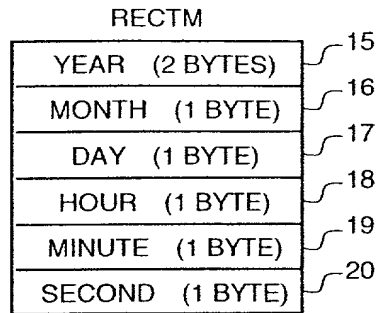 RECTM
YEAR (2 BYTES) 15
MONTH (1 BYTE) 16
DAY (1 BYTE) 17
HOUR (1 BYTE) 18
MINUTE (1 BYTE) 19
SECOND (1 BYTE) 20